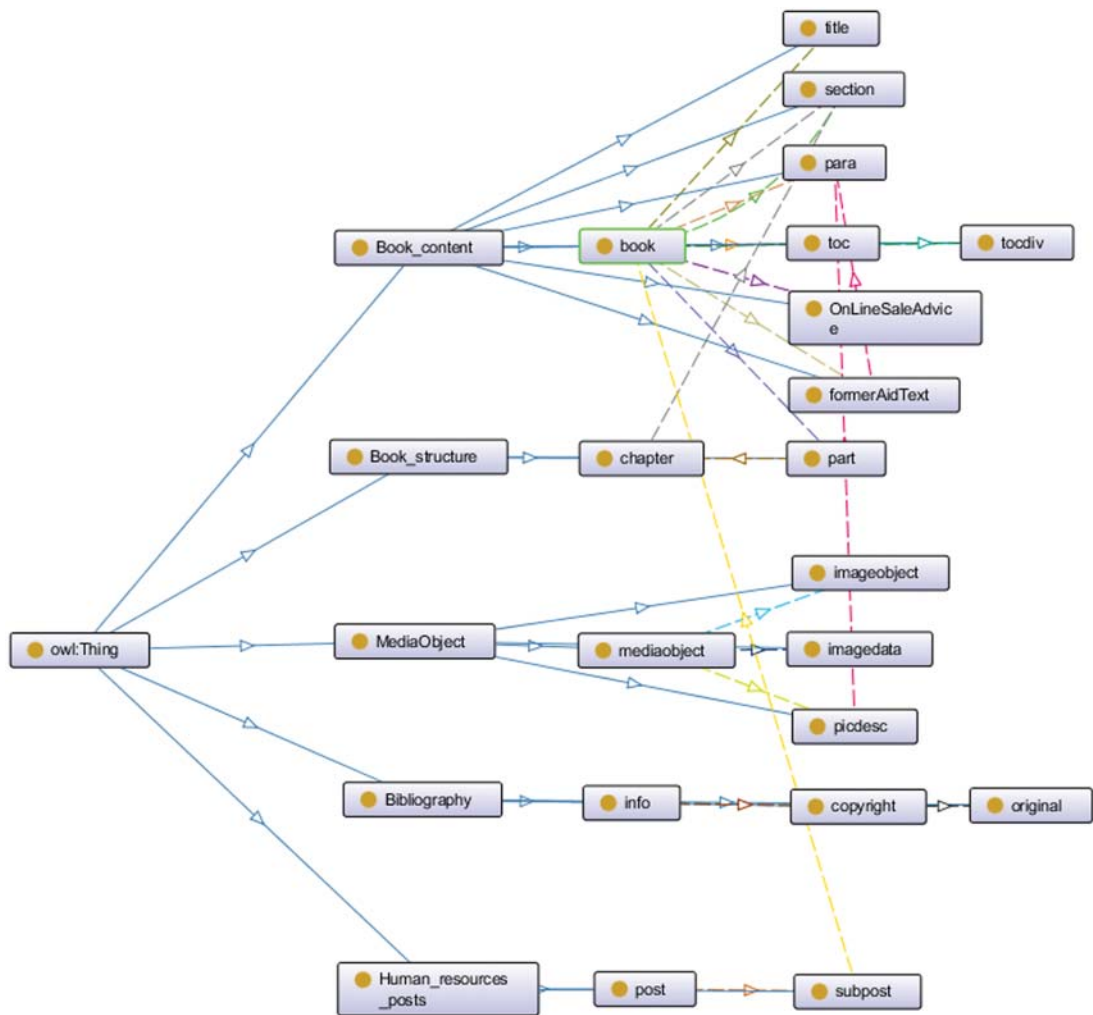 title
section
para
Book_content
book
toc
tocdiv
OnLineSaleAdvic
e
formerAidText
Book_structure
chapter
part
imageobject
owl:Thing
MediaObject
mediaobject
imagedata
picdesc
Bibliography
info
copyright
original
Human_resources
_posts
post
subpost